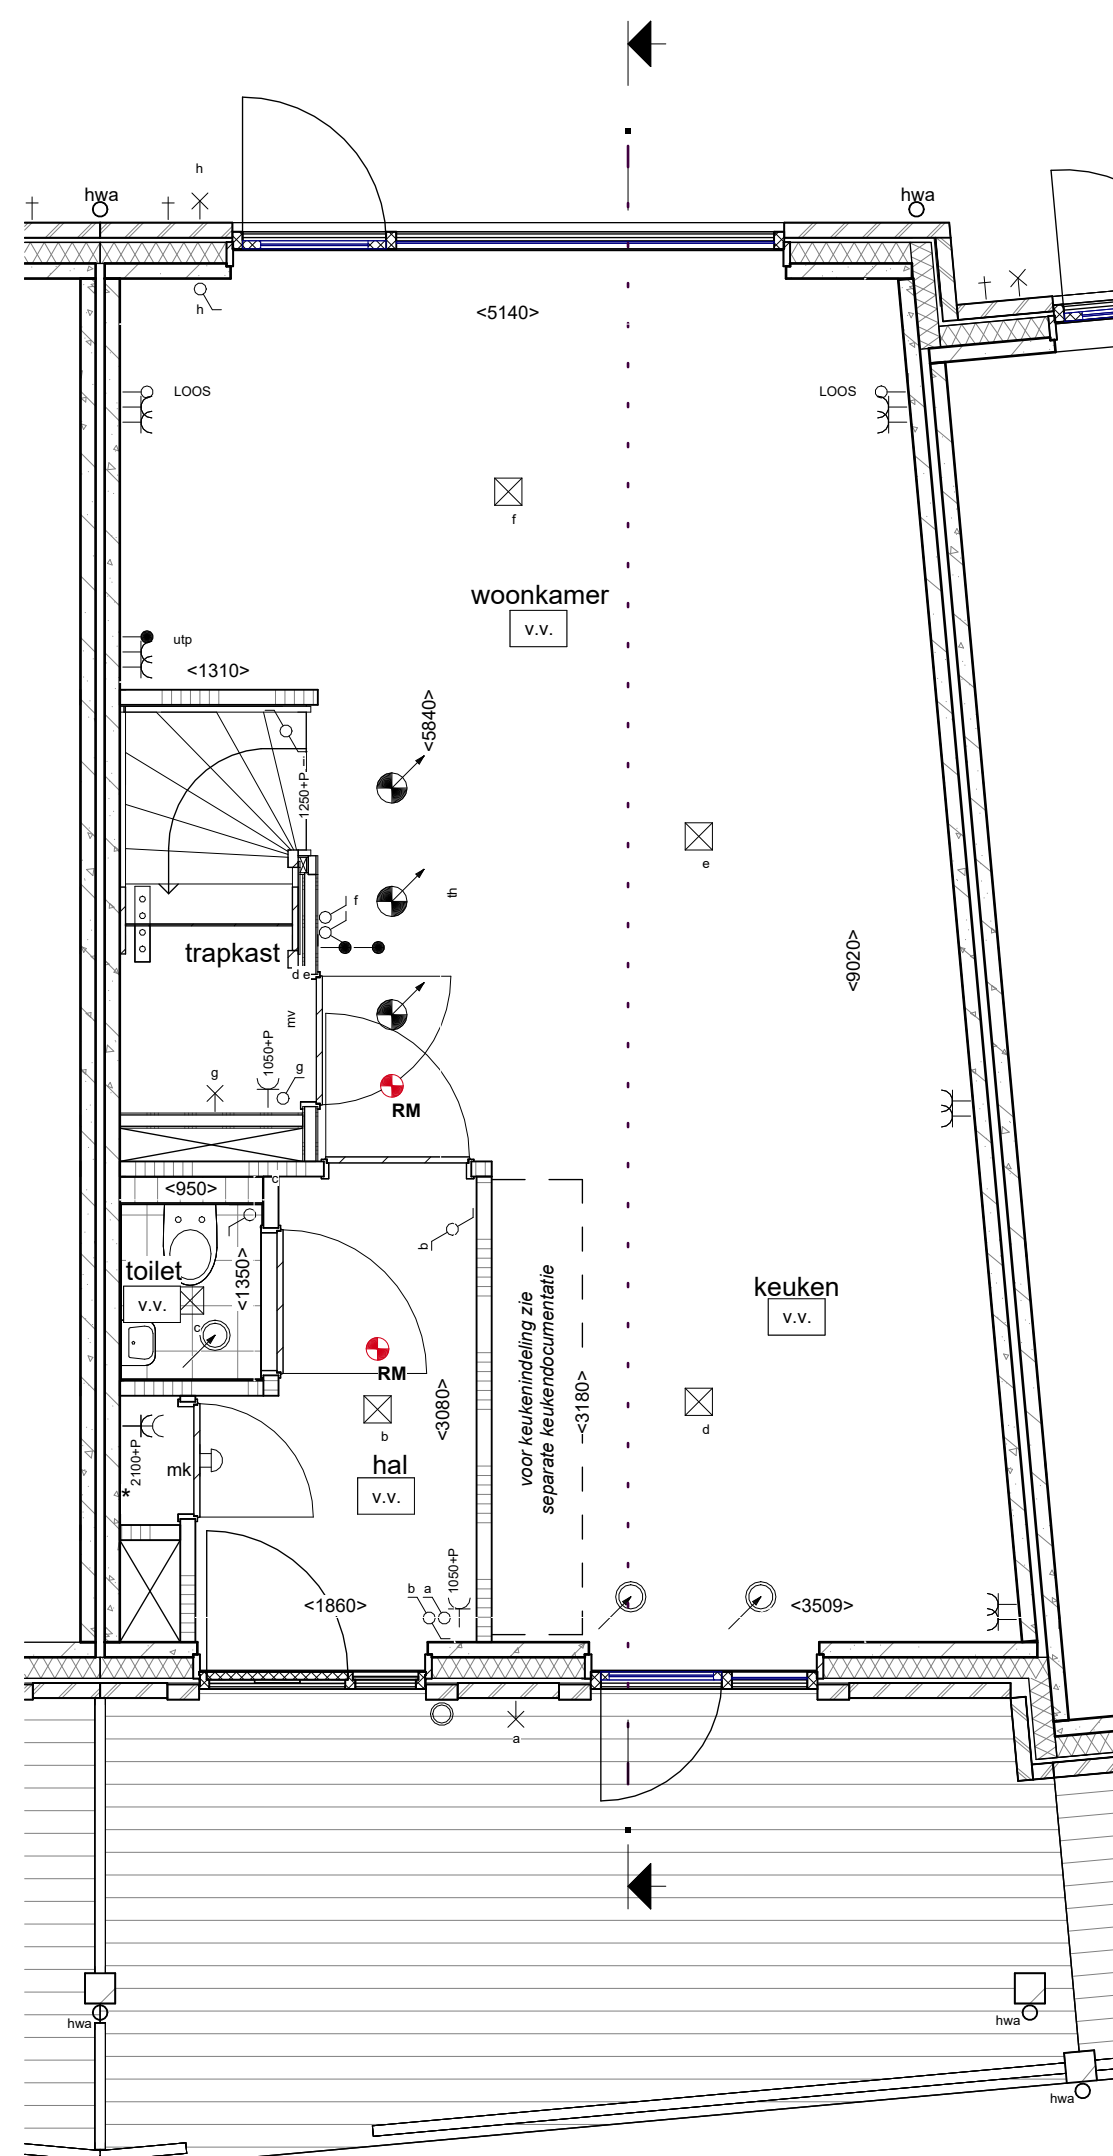 h
hwa
hwa
h
<5140>
LOOS
LOOS
f
woonkamer
v.v.
utp
<1310>
<5840>
i
1250+P
e
f
th
trapkast
d e
<9020>
mv
1050+P
g
g
RM
<950>
c
b
<1350>
toilet
v.v.
c
keuken
v.v.
voor keukenindeling zie
separate keukendocumentatie
<3180>
RM
<3080>
b
d
hal
v.v.
mk
2100+P
*
1050+P
b a
<1860>
<3509>
a
hwa
hwa
hwa